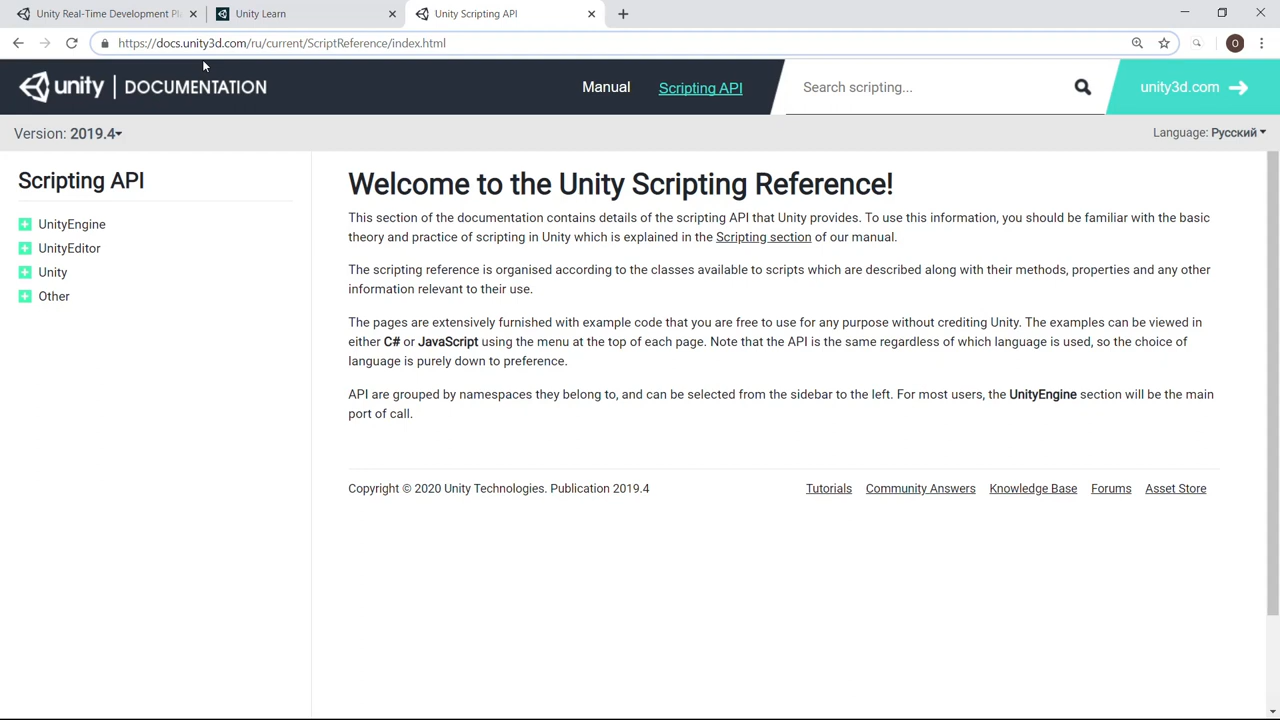 Unity Real-Time Development Pl
Unity Learn
Unity Scripting API
https://docs.unity3d.com/ru/current/ScriptReference/index.html
O
unity | DOCUMENTATION
Manual
Scripting API
Search scripting...
unity3d.com
Version: 2019.4
Language: Русский
Scripting API
UnityEngine
UnityEditor
Unity
Other
Welcome to the Unity Scripting Reference!
This section of the documentation contains details of the scripting API that Unity provides. To use this information, you should be familiar with the basic
theory and practice of scripting in Unity which is explained in the Scripting section of our manual.
The scripting reference is organised according to the classes available to scripts which are described along with their methods, properties and any other
information relevant to their use.
The pages are extensively furnished with example code that you are free to use for any purpose without crediting Unity. The examples can be viewed in
either C# or JavaScript using the menu at the top of each page. Note that the API is the same regardless of which language is used, so the choice of
language is purely down to preference.
API are grouped by namespaces they belong to, and can be selected from the sidebar to the left. For most users, the UnityEngine section will be the main
port of call.
Copyright © 2020 Unity Technologies. Publication 2019.4
Tutorials
Community Answers
Knowledge Base
Forums
Asset Store